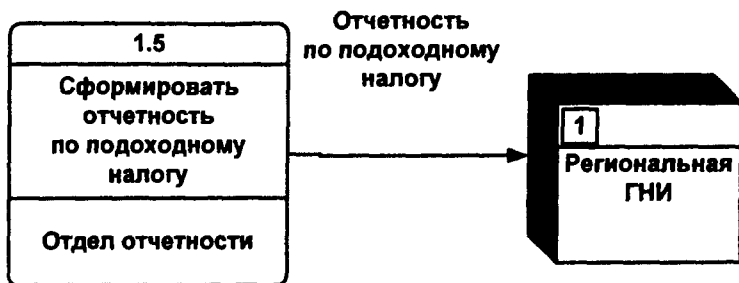 1.5
Сформировать
отчетность
по подоходному
налогу
Отдел отчетности
Отчетность
по подоходному
налогу
1
Региональная
ГНИ